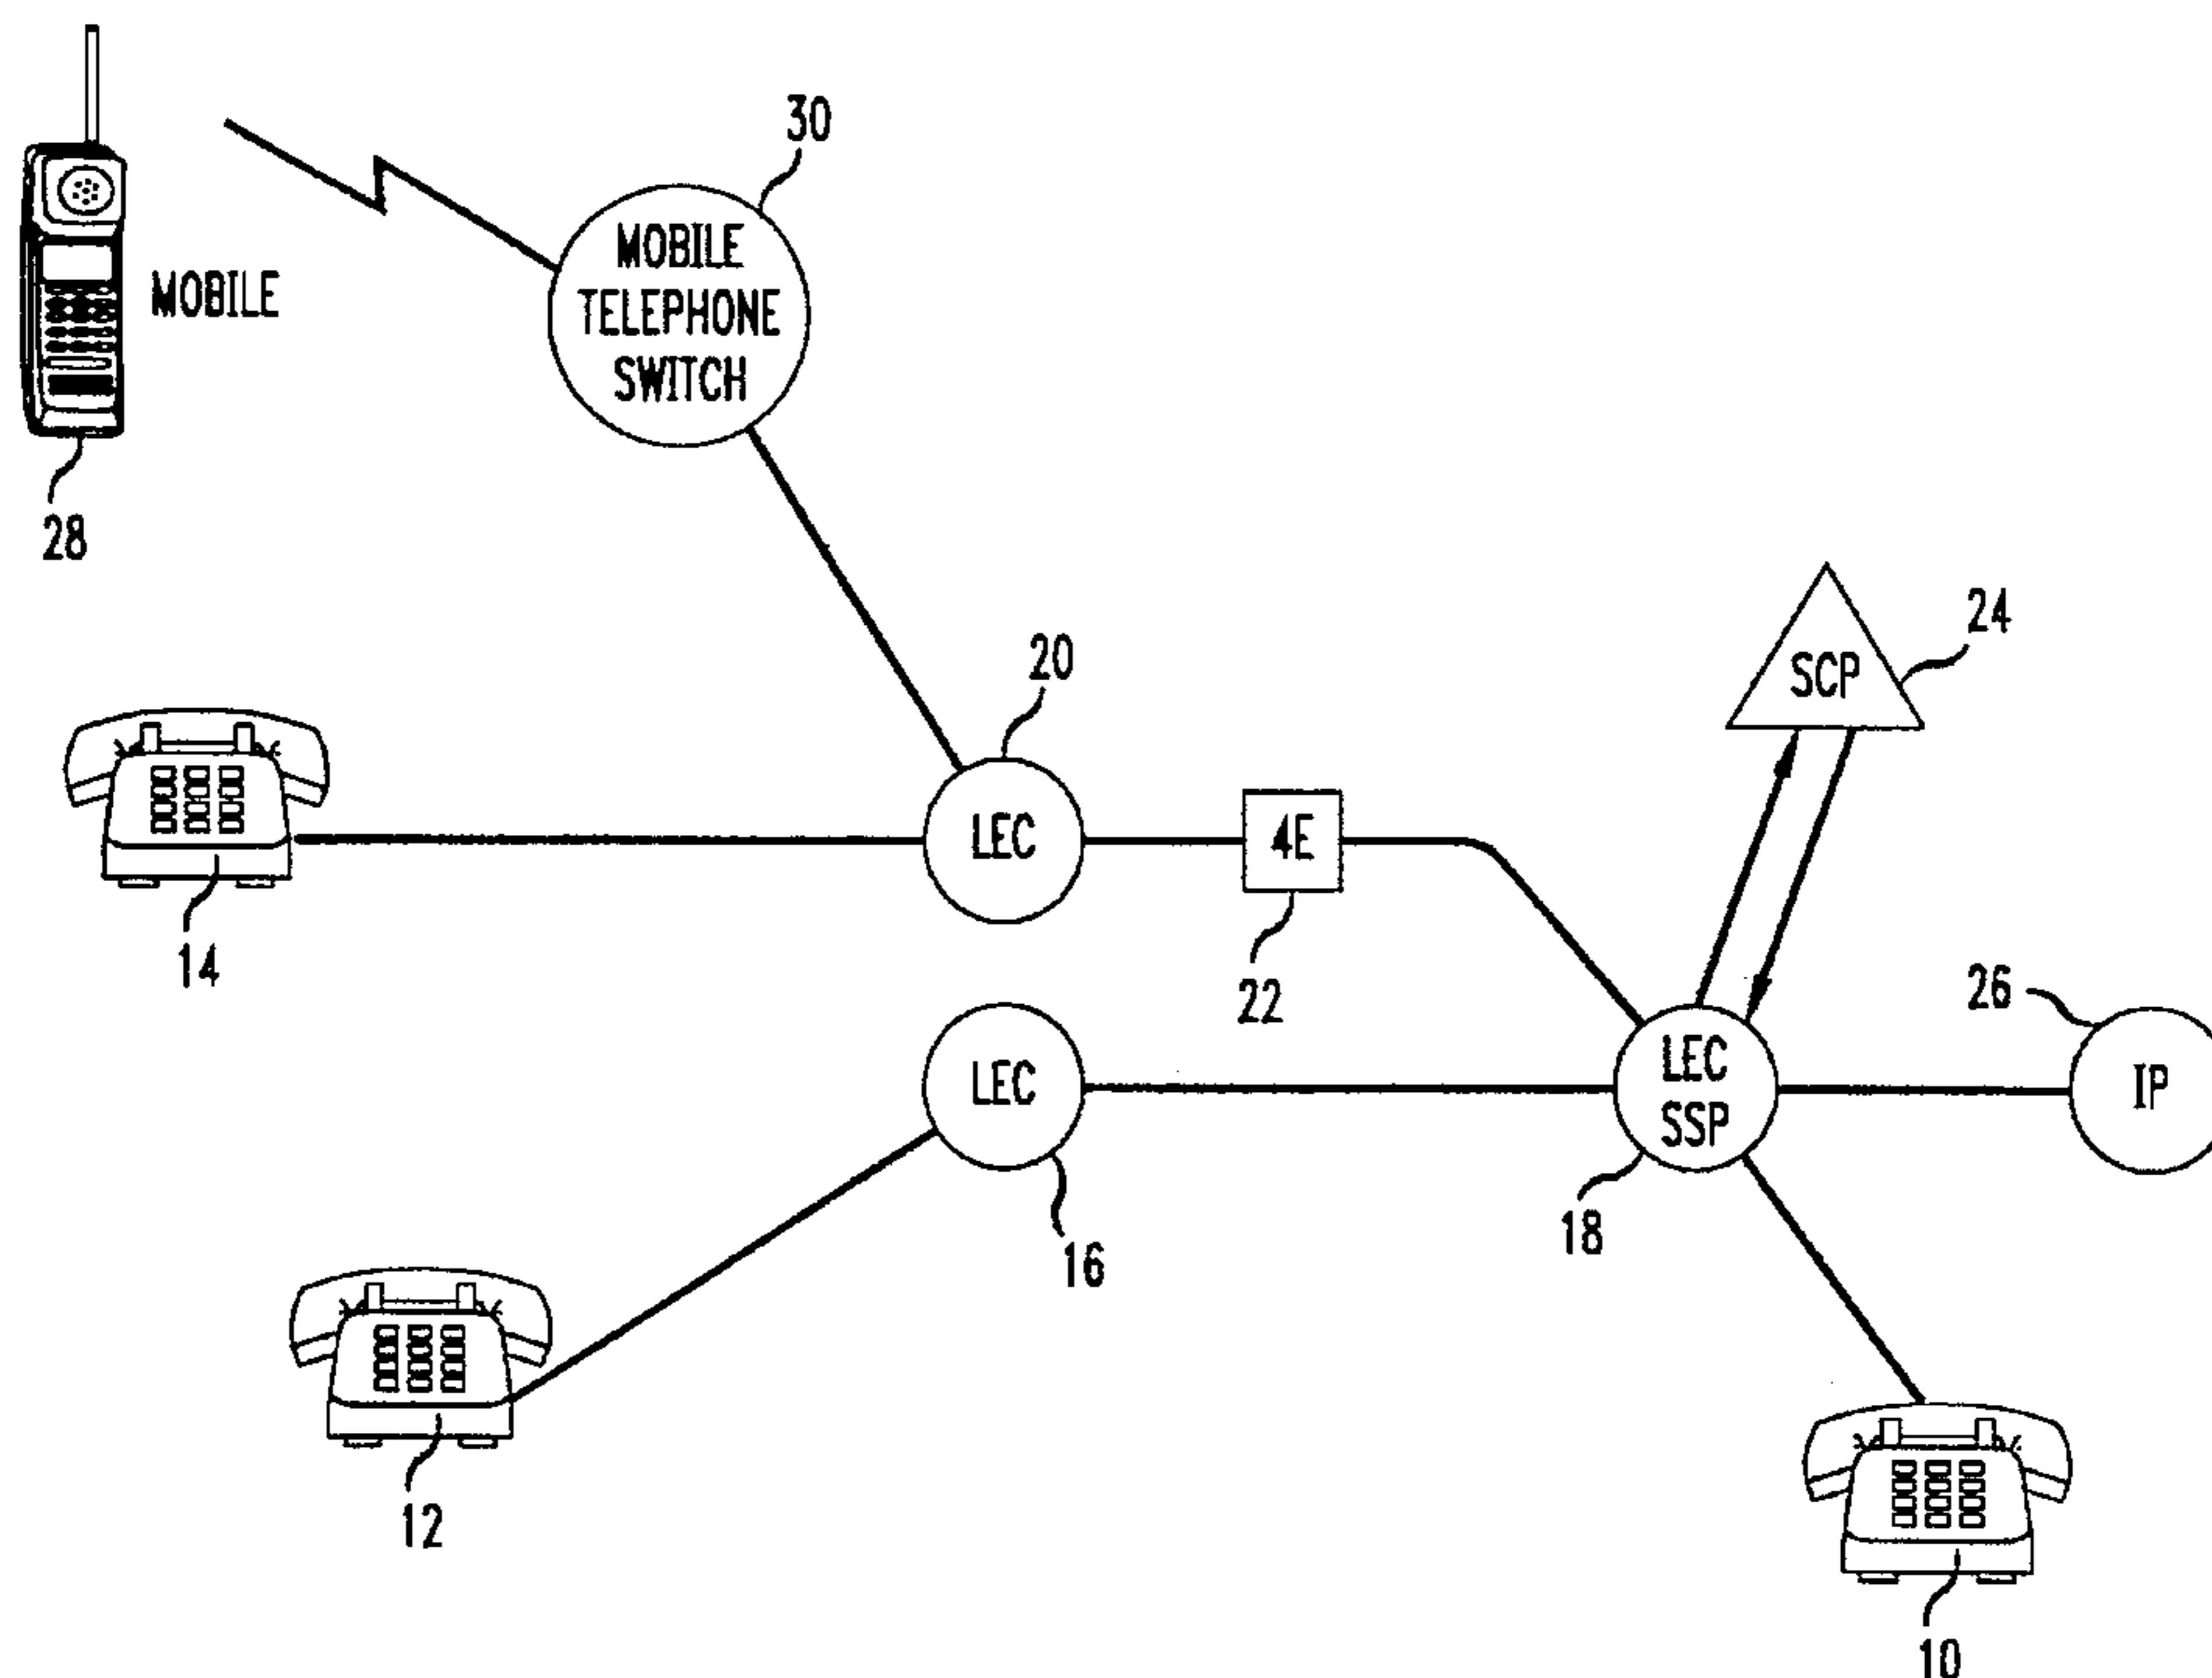 30
MOBILE
TELEPHONE
SWITCH
MOBILE
28
20
24
SCP
LEC
4E
14
22
26
LEC
LEC
SSP
IP
18
16
12
10